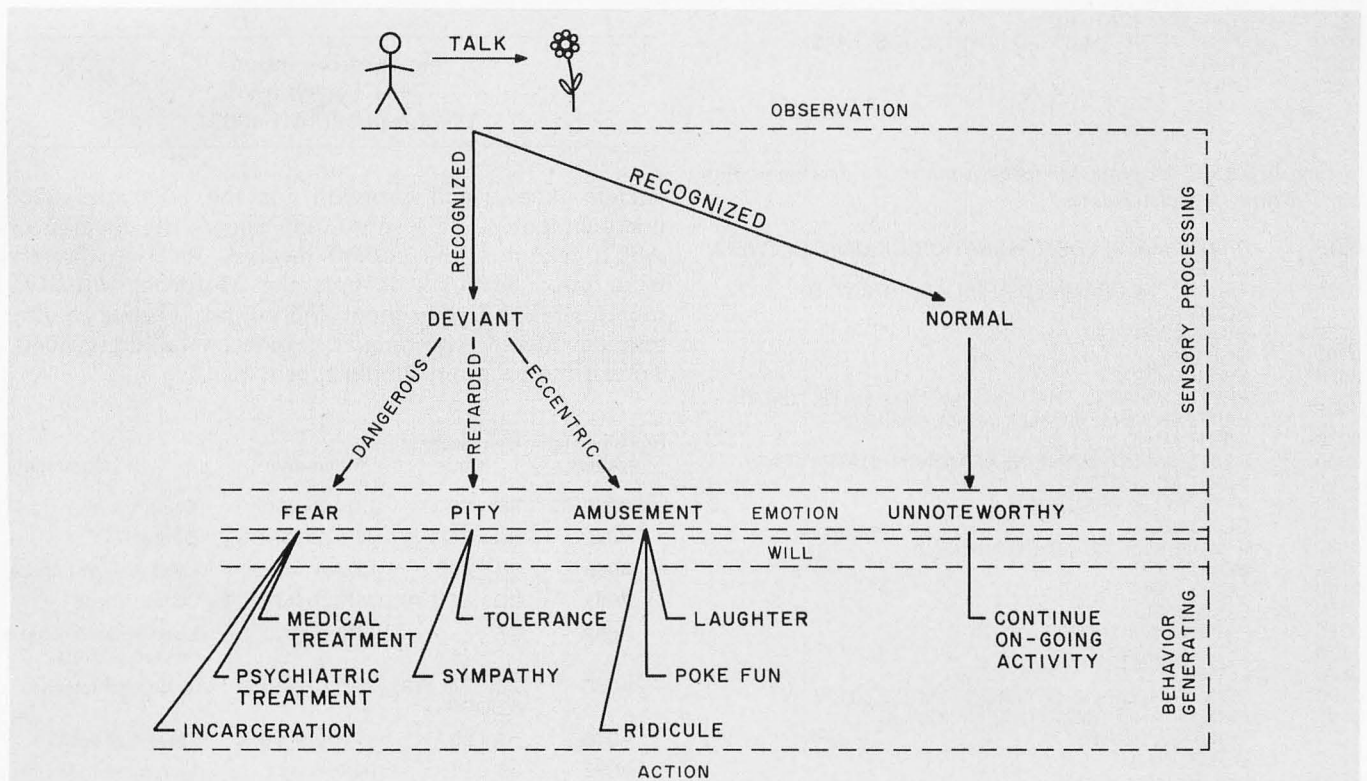 TALK
OBSERVATION
RECOGNIZED
RECOGNIZED
SENSORY PROCESSING
DEVIANT
NORMAL
DANGEROUS
RETARDED
ECCENTRIC
FEAR
PITY
AMUSEMENT
EMOTION
UNNOTEWORTHY
WILL
MEDICAL
TREATMENT
TOLERANCE
LAUGHTER
CONTINUE
ON-GOING
ACTIVITY
PSYCHIATRIC
TREATMENT
SYMPATHY
POKE FUN
BEHAVIOR
GENERATING
INCARCERATION
RIDICULE
ACTION